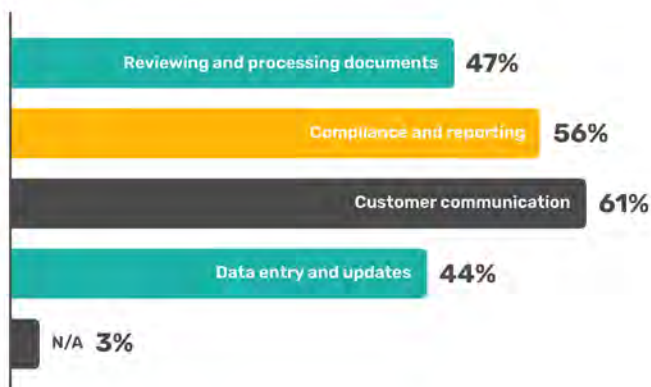 Reviewing and processing documents 47%
Compliance and reporting 56%
Customer communication 61%
Data entry and updates 44%
N/A 3%